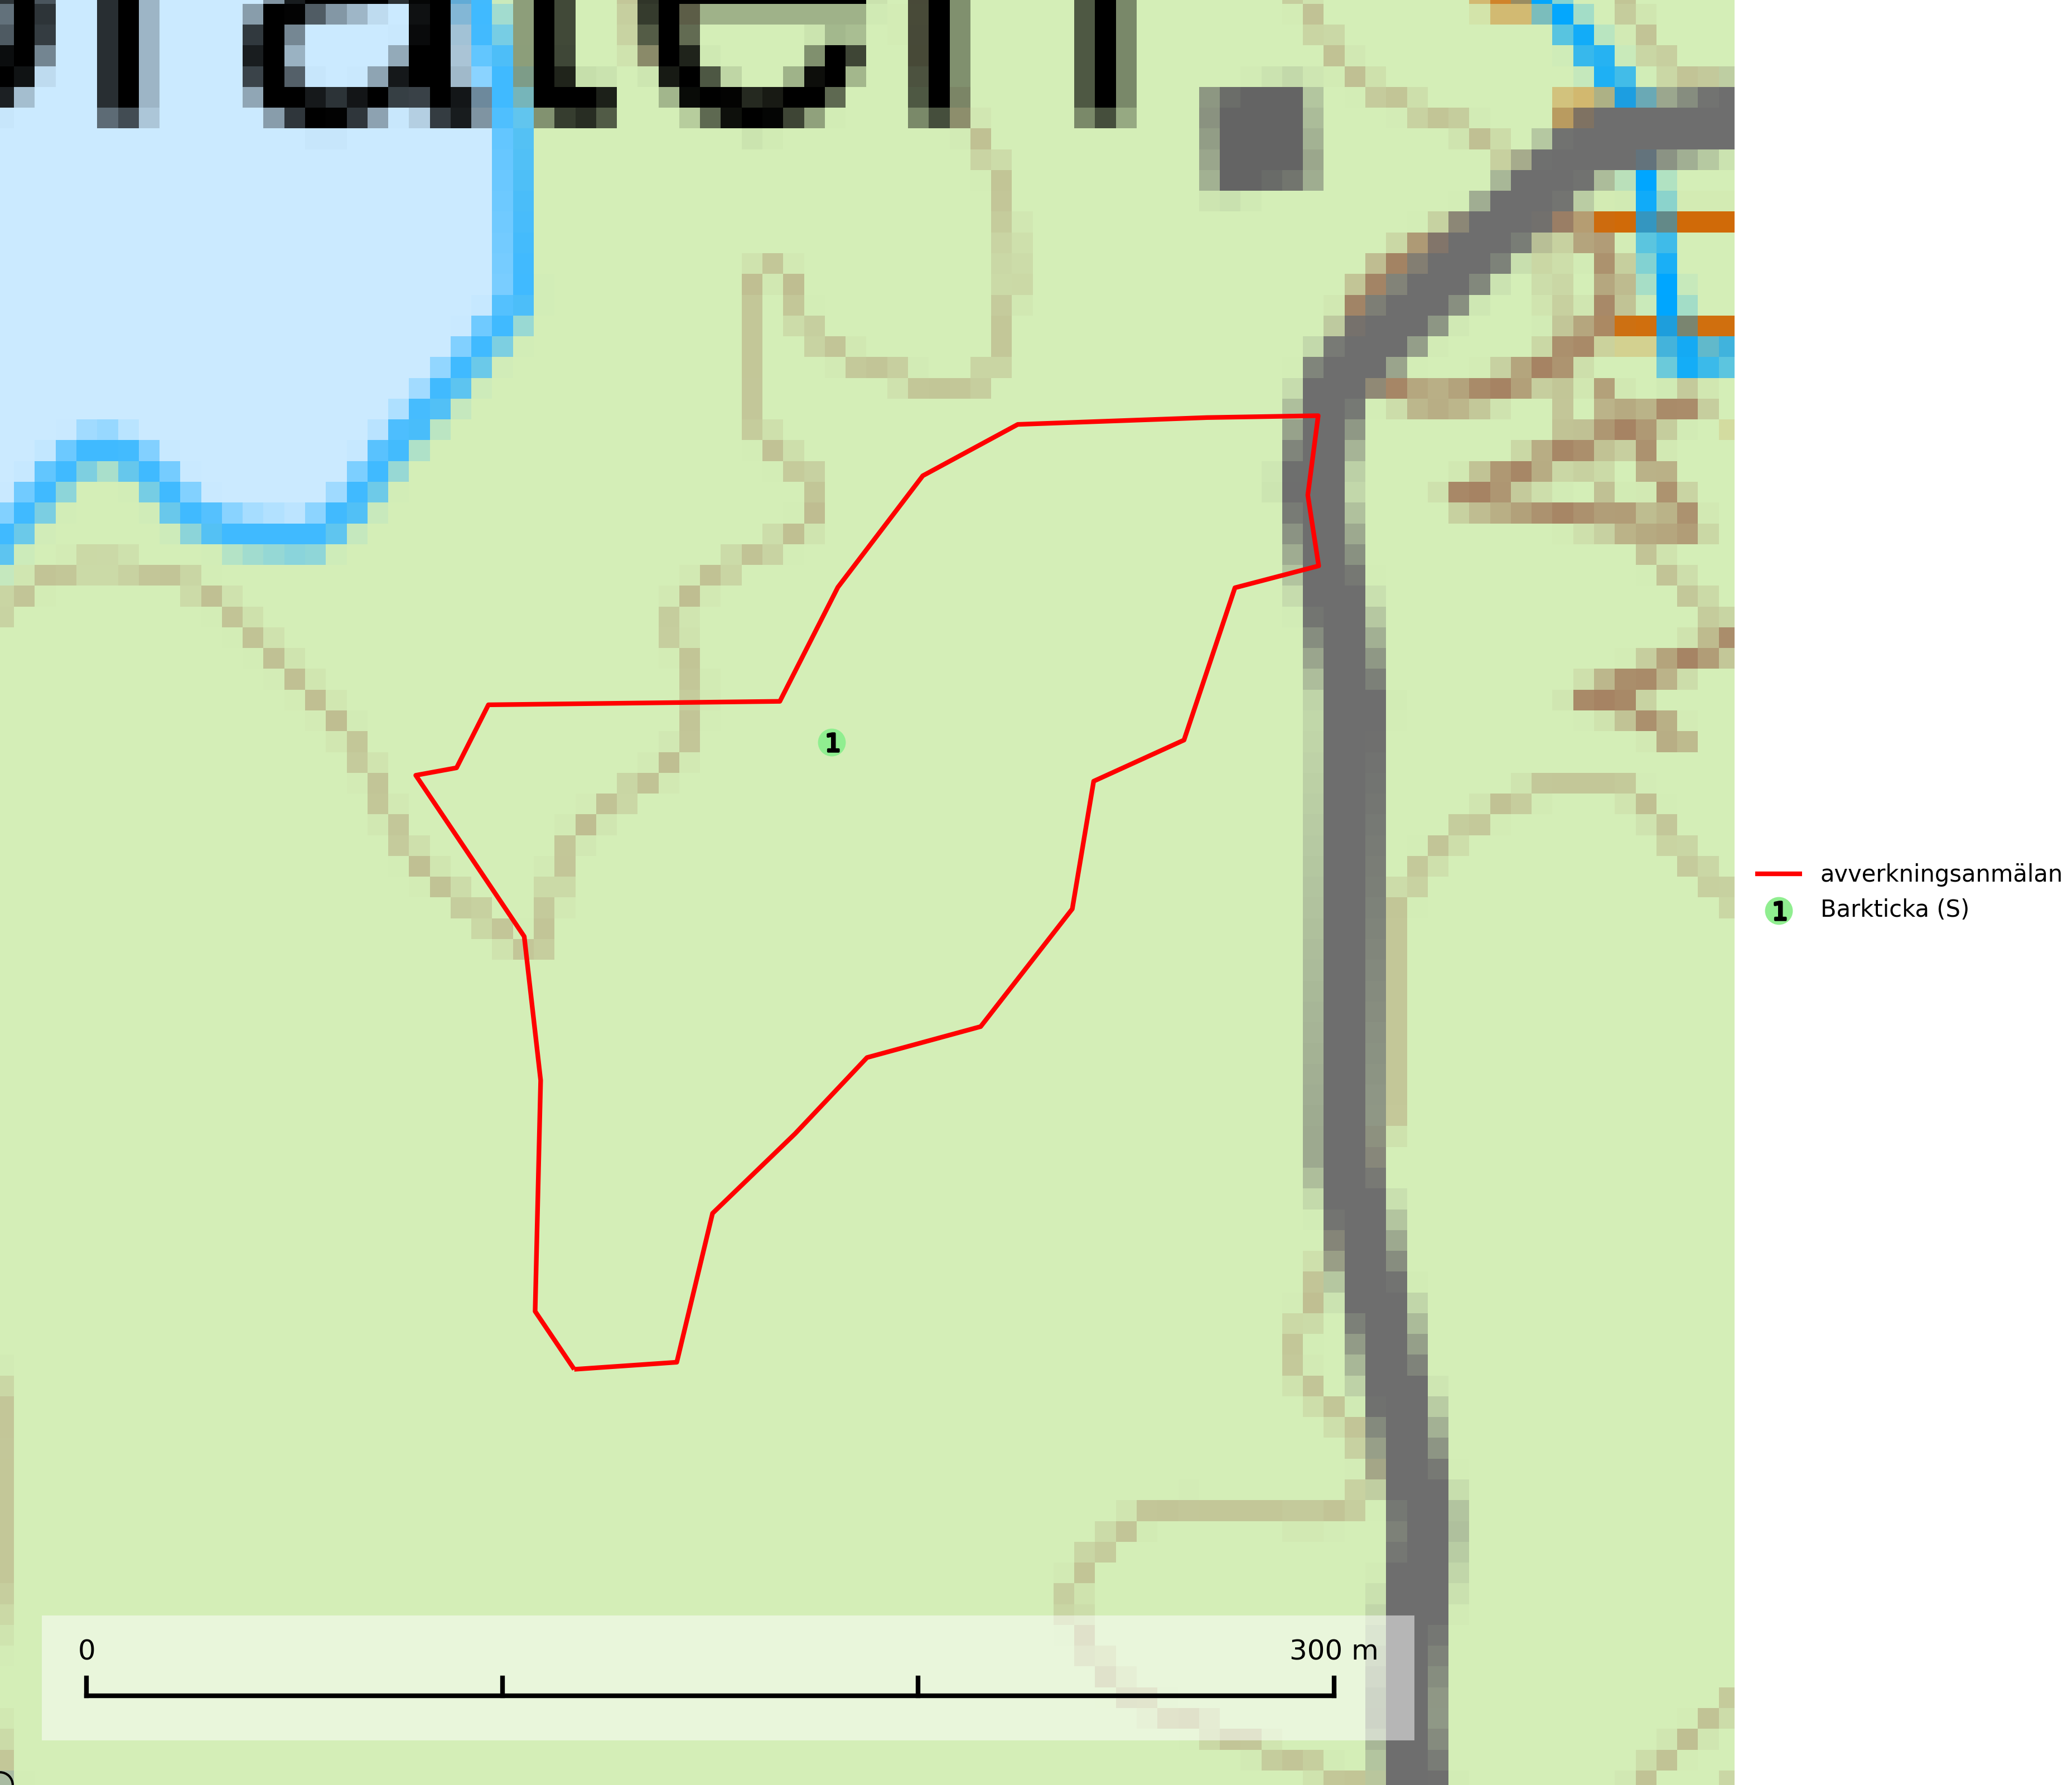 1
avverkningsanmälan
1 Barkticka (S)
0 300 m